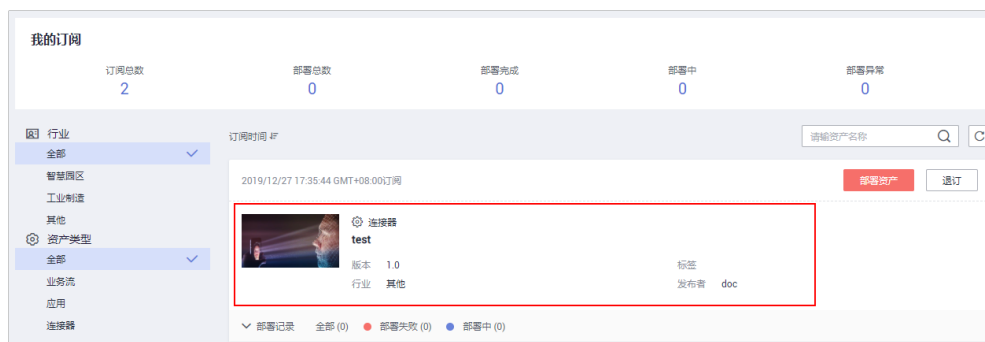 我的订阅
订阅总数 部署总数 部署完成 部署中 部署异常
2 0 0 0 0
行业
全部
智慧园区
工业制造
其他
资产类型
全部
业务流
应用
连接器
订阅时间
请输资产名称
2019/12/27 17:35:44 GMT+08:00订阅
部署资产 退订
连接器
test
版本 1.0 标签
行业 其他 发布者 doc
部署记录 全部 (0) 部署失败 (0) 部署中 (0)